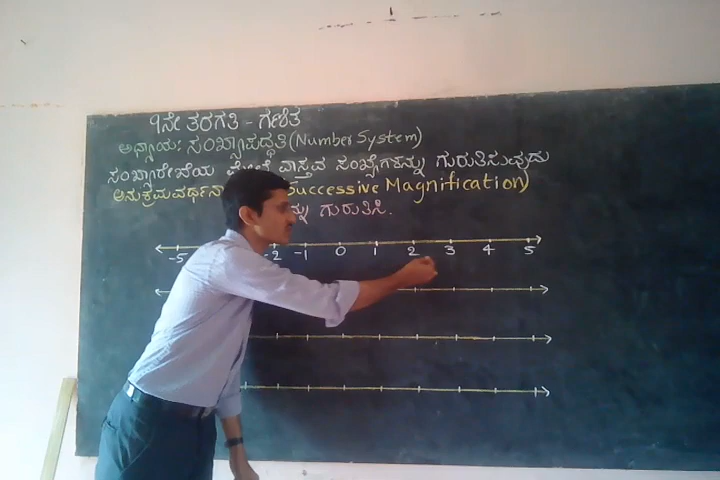 9ನೇ ತರಗತಿ - ಗಣಿತ
ಅಧ್ಯಾಯ: ಸಂಖ್ಯಾಪದ್ಧತಿ (Number System)
ಸಂಖ್ಯಾರೇಖೆಯ ಮೇಲೆ ವಾಸ್ತವ ಸಂಖ್ಯೆಗಳನ್ನು ಗುರುತಿಸುವುದು
ಅನುಕ್ರಮವರ್ಧನಾ Successive Magnification)
ನ್ನು ಗುರುತಿಸಿ.
-5 -2 -1 0 1 2 3 4 5